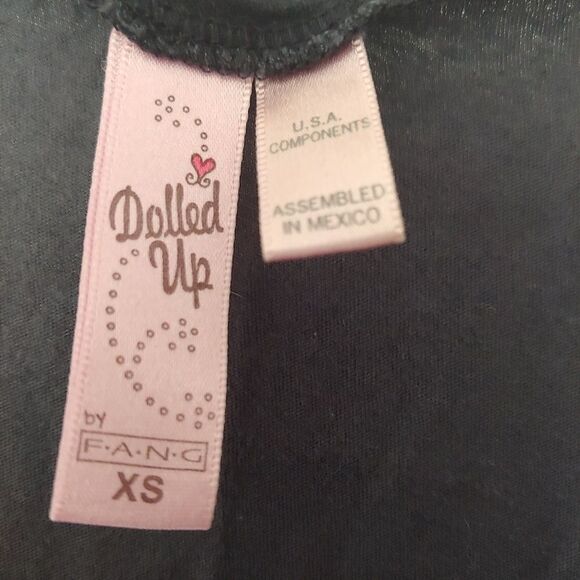 Dolled
Up
by
F·A·N·G
XS
U.S.A.
COMPONENTS
ASSEMBLED
IN MEXICO